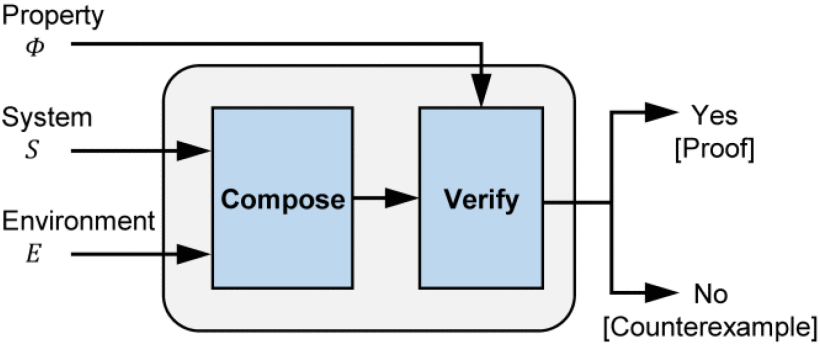 Property
Φ
System
S
Environment
E
Compose
Verify
Yes
[Proof]
No
[Counterexample]